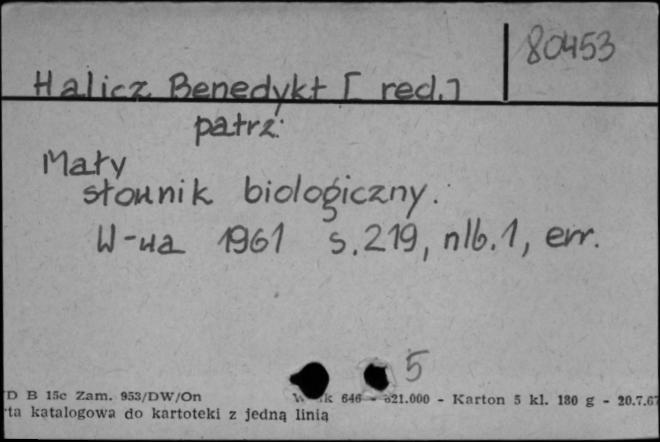 80453
Halicz Benedykt [ red.]
patrz:
Mały
słownik biologiczny.
W-wa 1961 s.219, nlb.1, err.
5
D B 15c Zam. 953/DW/On 646 - 821.000 - Karton 5 kl. 180 g - 20.7.67
ta katalogowa do kartoteki z jedną linią